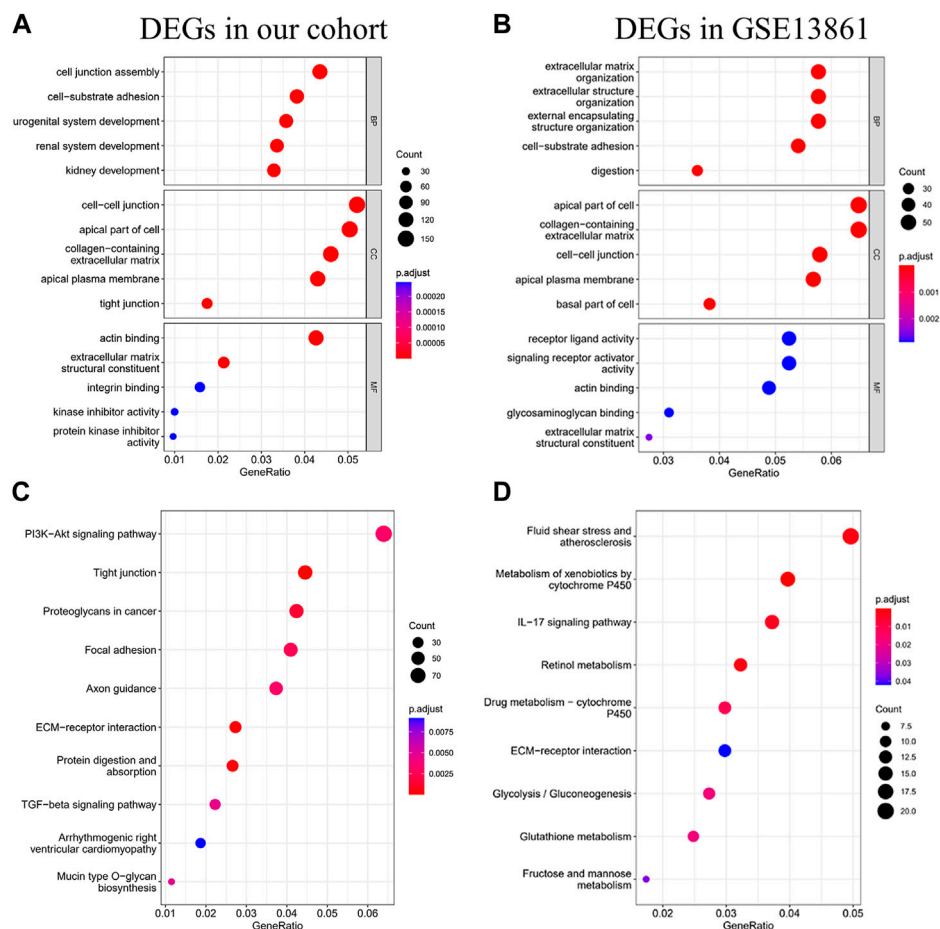 A
DEGs in our cohort
cell junction assembly
cell−substrate adhesion
urogenital system development
renal system development
kidney development
BP
cell−cell junction
apical part of cell
collagen−containing
extracellular matrix
apical plasma membrane
tight junction
CC
actin binding
extracellular matrix
structural constituent
integrin binding
kinase inhibitor activity
protein kinase inhibitor
activity
MF
0.01 0.02 0.03 0.04 0.05
GeneRatio
Count
30
60
90
120
150
p.adjust
0.00020
0.00015
0.00010
0.00005
B
DEGs in GSE13861
extracellular matrix
organization
extracellular structure
organization
external encapsulating
structure organization
cell−substrate adhesion
digestion
BP
apical part of cell
collagen−containing
extracellular matrix
cell−cell junction
apical plasma membrane
basal part of cell
CC
receptor ligand activity
signaling receptor activator
activity
actin binding
glycosaminoglycan binding
extracellular matrix
structural constituent
MF
0.03 0.04 0.05 0.06
GeneRatio
Count
30
40
50
p.adjust
0.001
0.002
C
PI3K−Akt signaling pathway
Tight junction
Proteoglycans in cancer
Focal adhesion
Axon guidance
ECM−receptor interaction
Protein digestion and
absorption
TGF−beta signaling pathway
Arrhythmogenic right
ventricular cardiomyopathy
Mucin type O−glycan
biosynthesis
0.01 0.02 0.03 0.04 0.05 0.06
GeneRatio
Count
30
50
70
p.adjust
0.0075
0.0050
0.0025
D
Fluid shear stress and
atherosclerosis
Metabolism of xenobiotics by
cytochrome P450
IL−17 signaling pathway
Retinol metabolism
Drug metabolism − cytochrome
P450
ECM−receptor interaction
Glycolysis / Gluconeogenesis
Glutathione metabolism
Fructose and mannose
metabolism
0.02 0.03 0.04 0.05
GeneRatio
p.adjust
0.01
0.02
0.03
0.04
Count
7.5
10.0
12.5
15.0
17.5
20.0